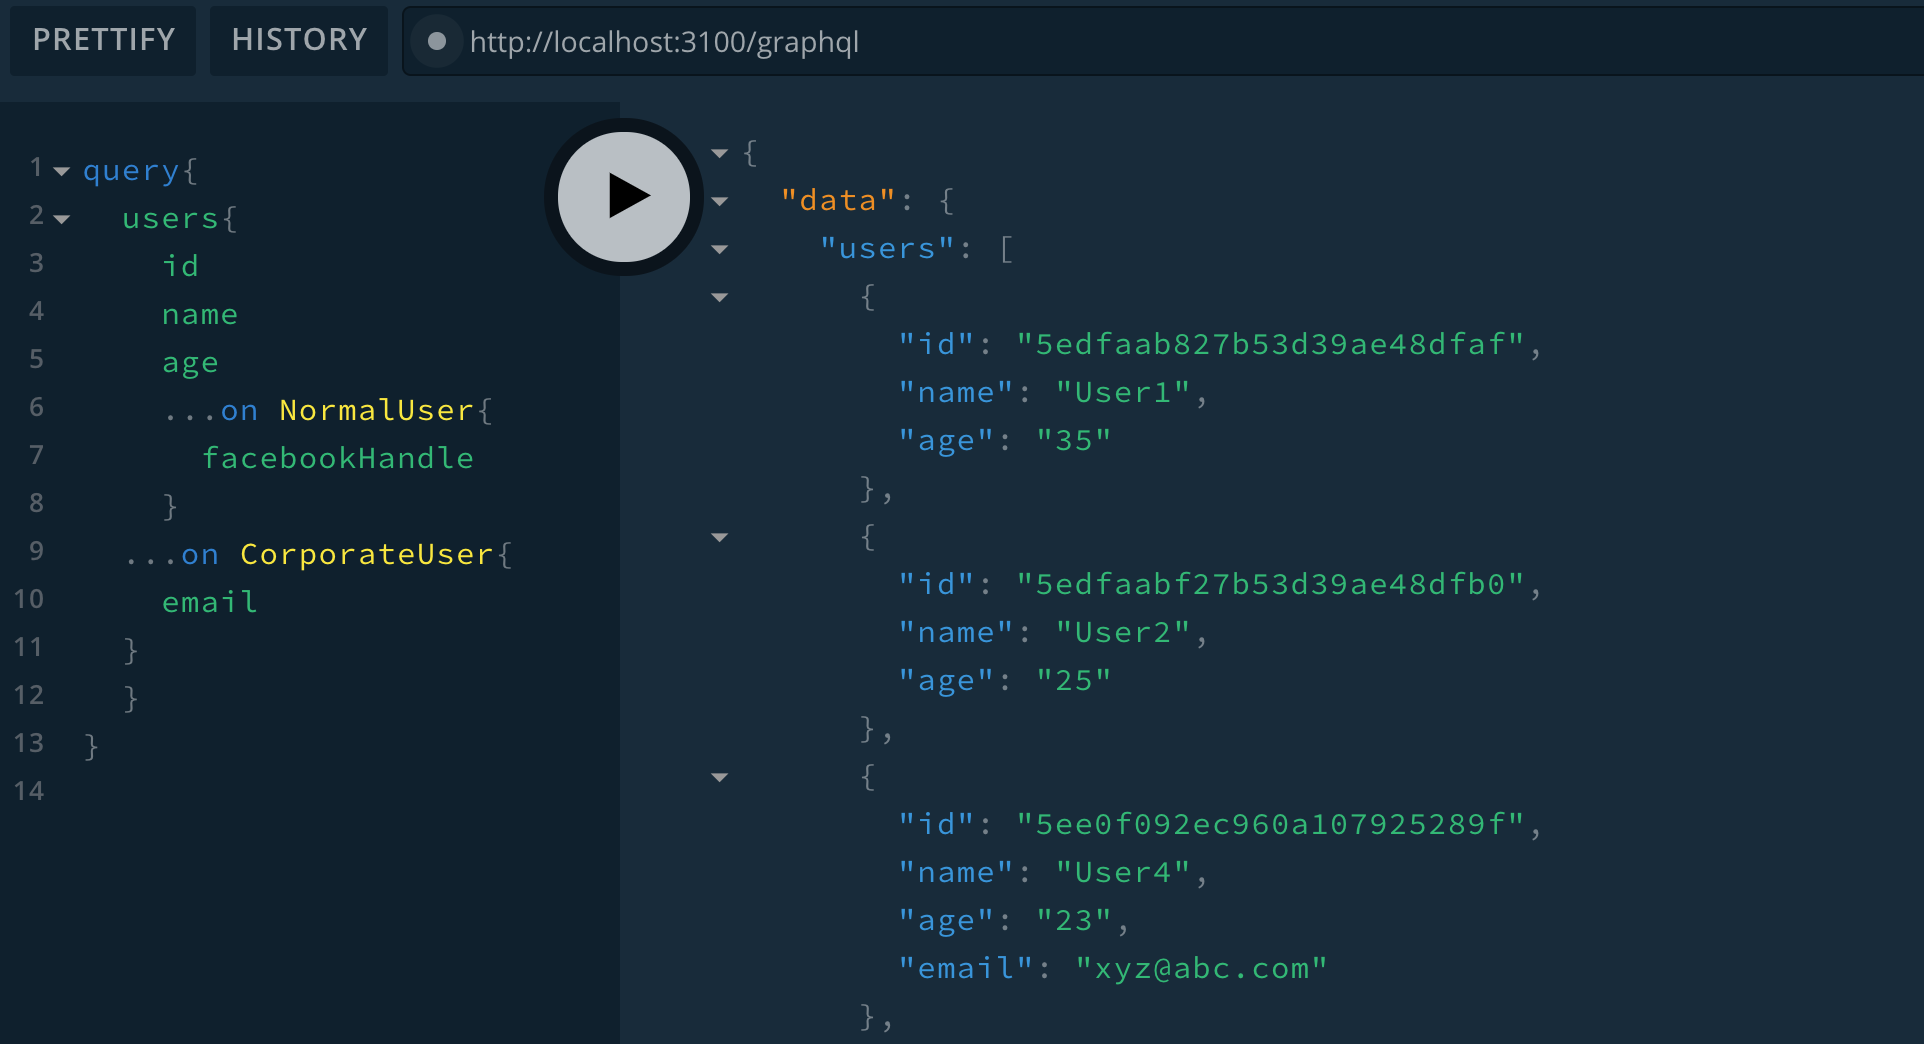 PRETTIFY HISTORY http://localhost:3100/graphql
1 query{
2 users{
3 id
4 name
5 age
6 ...on NormalUser{
7 facebookHandle
8 }
9 ...on CorporateUser{
10 email
11 }
12 }
13 }
14
{
"data": {
"users": [
{
"id": "5edfaab827b53d39ae48dfaf",
"name": "User1",
"age": "35"
},
{
"id": "5edfaabf27b53d39ae48dfb0",
"name": "User2",
"age": "25"
},
{
"id": "5ee0f092ec960a107925289f",
"name": "User4",
"age": "23",
"email": "xyz@abc.com"
},